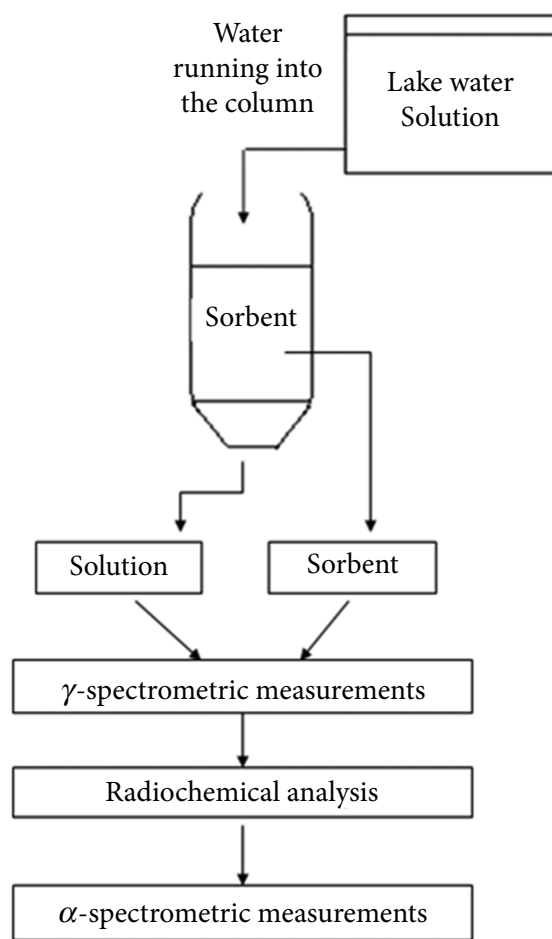 Water
running into
the column
Lake water
Solution
Sorbent
Solution
Sorbent
γ-spectrometric measurements
Radiochemical analysis
α-spectrometric measurements